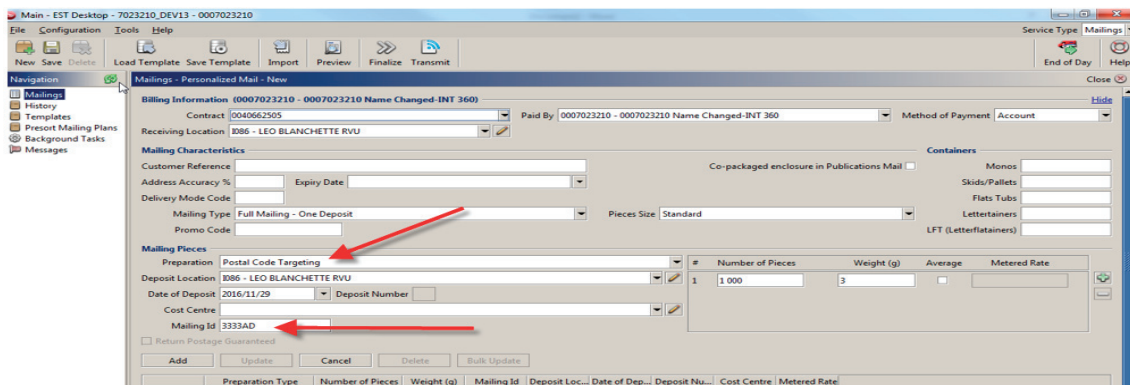 Main - EST Desktop - 7023210_DEV13 - 0007023210
File Configuration Tools Help
Service Type Mailings
New Save Delete Load Template Save Template Import Preview Finalize Transmit End of Day Help
Navigation
Mailings - Personalized Mail - New Close
Mailings
History
Templates
Presort Mailing Plans
Background Tasks
Messages
Billing Information (0007023210 - 0007023210 Name Changed-INT 360) Hide
Contract 0040662505 Paid By 0007023210 - 0007023210 Name Changed-INT 360 Method of Payment Account
Receiving Location I086 - LEO BLANCHETTE RVU
Mailing Characteristics Containers
Customer Reference Co-packaged enclosure in Publications Mail Monos
Address Accuracy % Expiry Date Skids/Pallets
Delivery Mode Code Flats Tubs
Mailing Type Full Mailing - One Deposit Pieces Size Standard Lettertainers
Promo Code LFT (Letterflatainers)
Mailing Pieces
Preparation Postal Code Targeting # Number of Pieces Weight (g) Average Metered Rate
Deposit Location I086 - LEO BLANCHETTE RVU 1 1 000 3
Date of Deposit 2016/11/29 Deposit Number
Cost Centre
Mailing Id 3333AD
Return Postage Guaranteed
Add Update Cancel Delete Bulk Update
Preparation Type Number of Pieces Weight (g) Mailing Id Deposit Loc... Date of Dep... Deposit Nu... Cost Centre Metered Rate